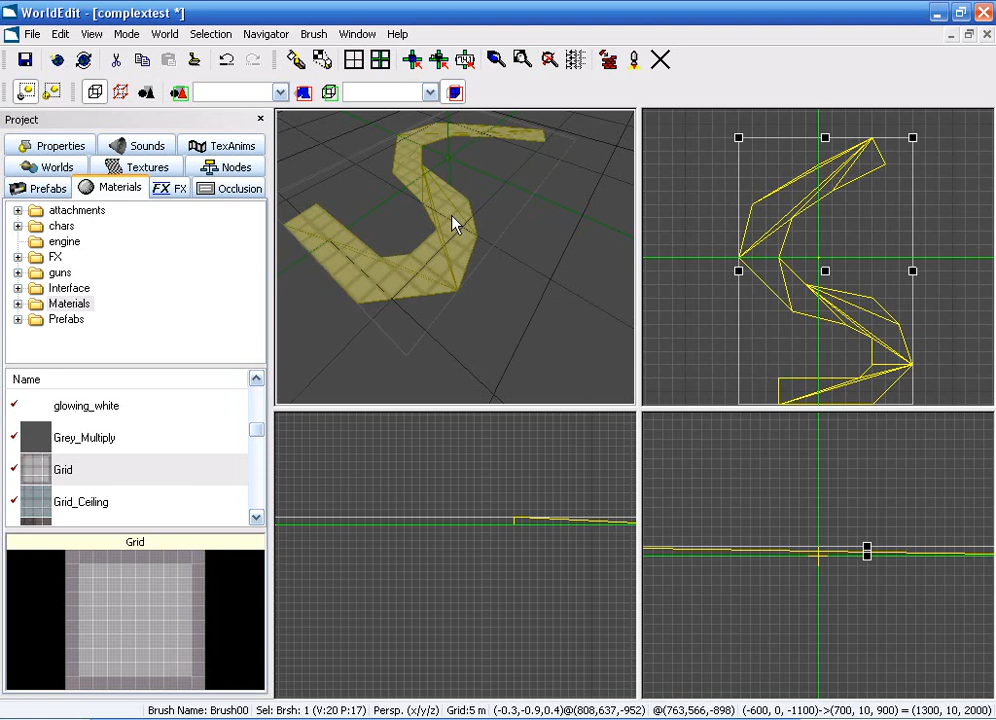 WorldEdit - [complextest *]
File Edit View Mode World Selection Navigator Brush Window Help
Project
Properties Sounds TexAnims
Worlds Textures Nodes
Prefabs Materials FX FX Occlusion
attachments
chars
engine
FX
guns
Interface
Materials
Prefabs
Name
glowing_white
Grey_Multiply
Grid
Grid_Ceiling
Grid
Brush Name: Brush00 Sel: Brsh: 1 (V:20 P:17) Persp. (x/y/z) Grid:5 m (-0.3,-0.9,0.4)@(808,637,-952) @(763,566,-898) (-600, 0, -1100)->(700, 10, 900) = (1300, 10, 2000)